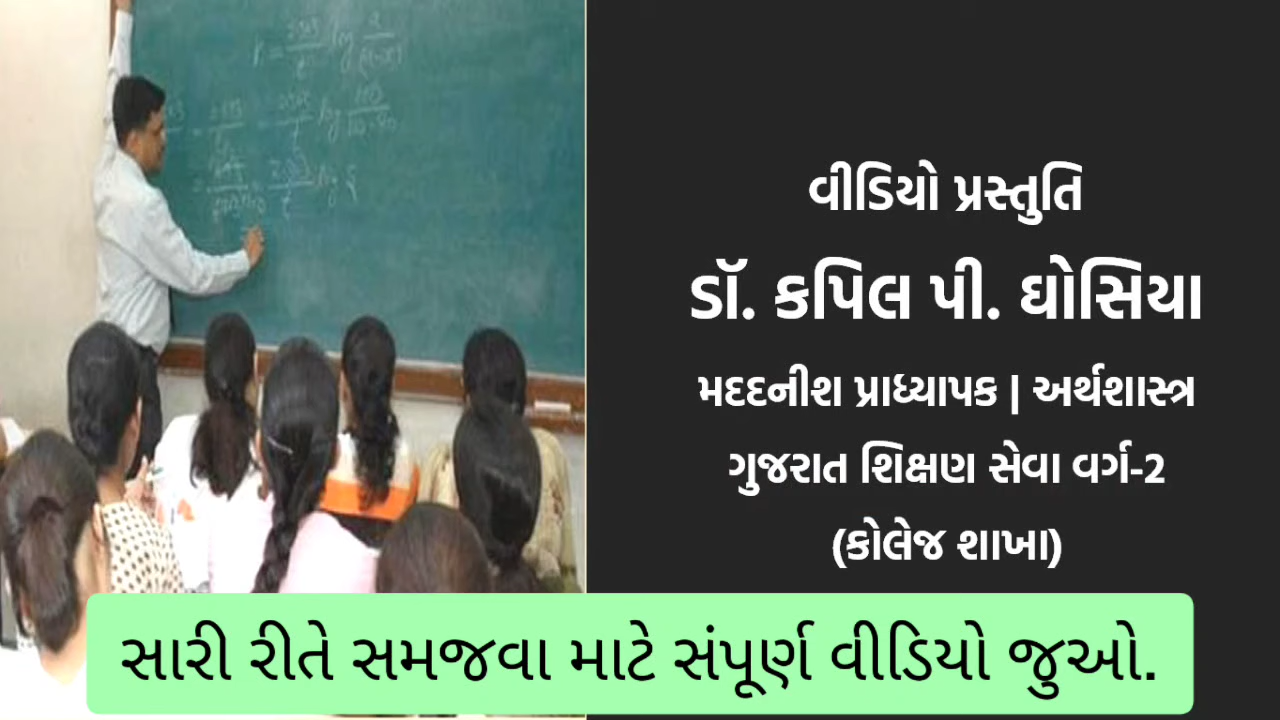 વીડિયો પ્રસ્તુતિ
ડૉ. કપિલ પી. ઘોસિયા
મદદનીશ પ્રાધ્યાપક | અર્થશાસ્ત્ર
ગુજરાત શિક્ષણ સેવા વર્ગ-2
(કોલેજ શાખા)
સારી રીતે સમજવા માટે સંપૂર્ણ વીડિયો જુઓ.